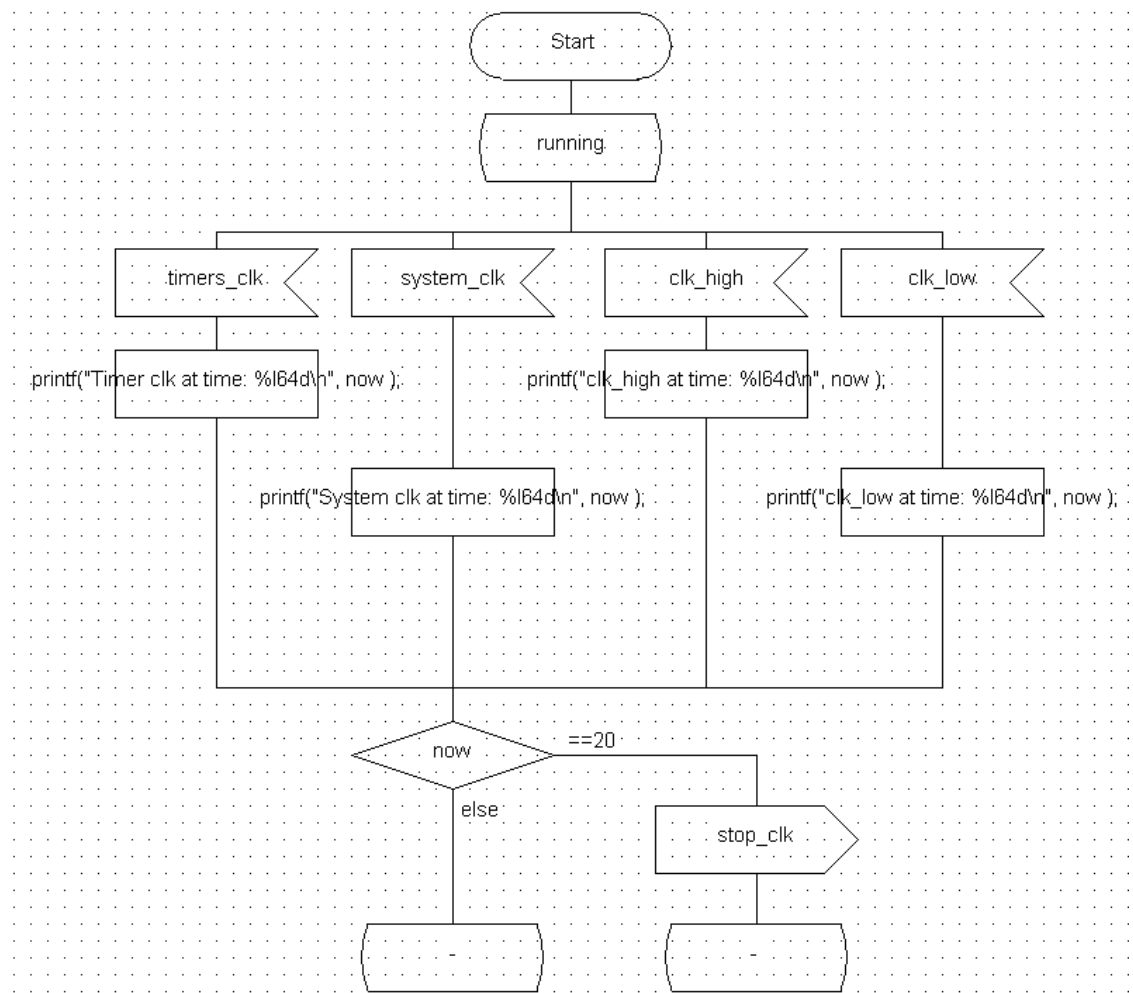 Start
running
timers_clk
system_clk
clk_high
clk_low
printf("Timer clk at time: %I64d\n", now );
printf("clk_high at time: %I64d\n", now );
printf("System clk at time: %I64d\n", now );
printf("clk_low at time: %I64d\n", now );
now
==20
else
stop_clk
-
-